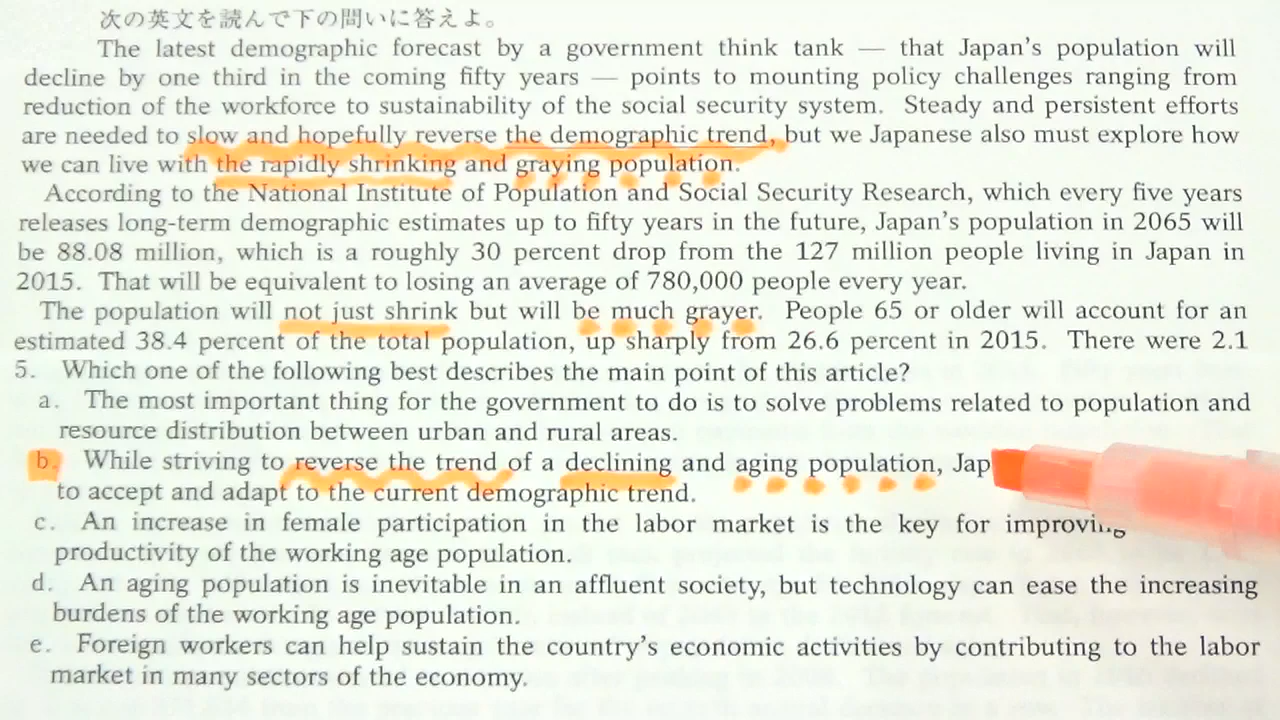 次の英文を読んで下の問いに答えよ。
The latest demographic forecast by a government think tank — that Japan's population will
decline by one third in the coming fifty years — points to mounting policy challenges ranging from
reduction of the workforce to sustainability of the social security system. Steady and persistent efforts
are needed to slow and hopefully reverse the demographic trend, but we Japanese also must explore how
we can live with the rapidly shrinking and graying population.
According to the National Institute of Population and Social Security Research, which every five years
releases long-term demographic estimates up to fifty years in the future, Japan's population in 2065 will
be 88.08 million, which is a roughly 30 percent drop from the 127 million people living in Japan in
2015. That will be equivalent to losing an average of 780,000 people every year.
The population will not just shrink but will be much grayer. People 65 or older will account for an
estimated 38.4 percent of the total population, up sharply from 26.6 percent in 2015. There were 2.1
5. Which one of the following best describes the main point of this article?
a. The most important thing for the government to do is to solve problems related to population and
resource distribution between urban and rural areas.
b. While striving to reverse the trend of a declining and aging population, Jap
to accept and adapt to the current demographic trend.
c. An increase in female participation in the labor market is the key for improving
productivity of the working age population.
d. An aging population is inevitable in an affluent society, but technology can ease the increasing
burdens of the working age population.
e. Foreign workers can help sustain the country's economic activities by contributing to the labor
market in many sectors of the economy.